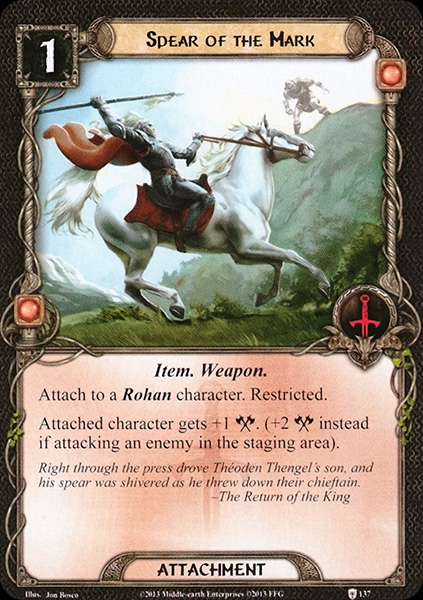 1
SPEAR OF THE MARK
Item. Weapon.
Attach to a Rohan character. Restricted.
Attached character gets +1 . (+2 instead
if attacking an enemy in the staging area).
Right through the press drove Théoden Thengel's son, and
his spear was shivered as he threw down their chieftain.
–The Return of the King
ATTACHMENT
Illus. Jon Bosco ©2013 Middle-earth Enterprises ©2013 FFG 137